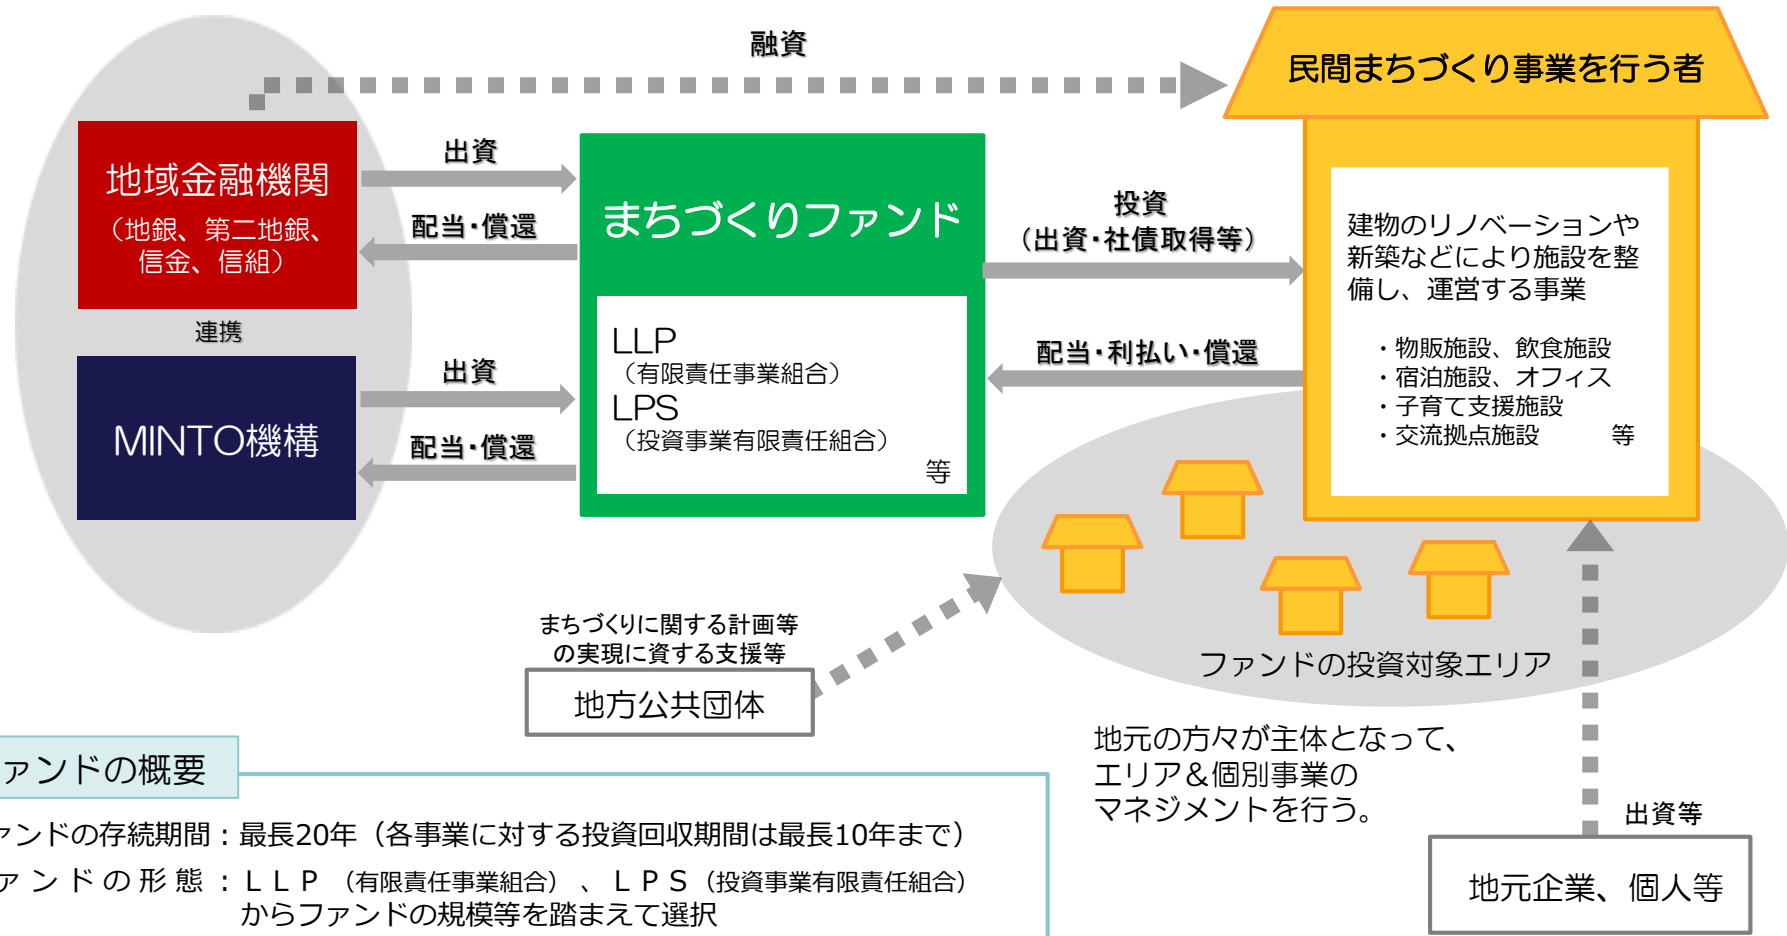 融資
民間まちづくり事業を行う者
地域金融機関
（地銀、第二地銀、
信金、信組）
連携
MINTO機構
出資
配当・償還
出資
配当・償還
まちづくりファンド
LLP
（有限責任事業組合）
LPS
（投資事業有限責任組合）
等
投資
（出資・社債取得等）
配当・利払い・償還
建物のリノベーションや
新築などにより施設を整
備し、運営する事業
・物販施設、飲食施設
・宿泊施設、オフィス
・子育て支援施設
・交流拠点施設　　　等
ファンドの投資対象エリア
まちづくりに関する計画等
の実現に資する支援等
地方公共団体
地元の方々が主体となって、
エリア＆個別事業の
マネジメントを行う。
出資等
地元企業、個人等
ァンドの概要
ァンドの存続期間：最長20年（各事業に対する投資回収期間は最長10年まで）
ァンドの形態：ＬＬＰ（有限責任事業組合）、ＬＰＳ（投資事業有限責任組合）
からファンドの規模等を踏まえて選択